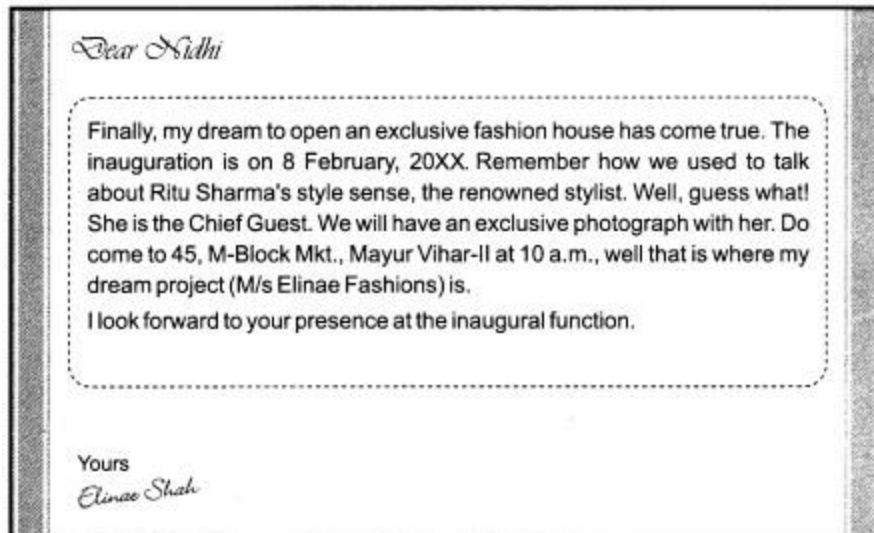 Dear Nidhi
Finally, my dream to open an exclusive fashion house has come true. The
inauguration is on 8 February, 20XX. Remember how we used to talk
about Ritu Sharma's style sense, the renowned stylist. Well, guess what!
She is the Chief Guest. We will have an exclusive photograph with her. Do
come to 45, M-Block Mkt., Mayur Vihar-II at 10 a.m., well that is where my
dream project (M/s Elinae Fashions) is.
I look forward to your presence at the inaugural function.
Yours
Elinae Shah